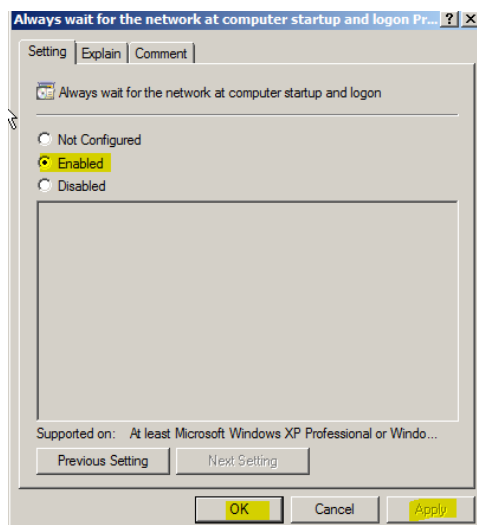 Always wait for the network at computer startup and logon Pr... ? X
Setting Explain Comment
Always wait for the network at computer startup and logon
Not Configured
Enabled
Disabled
Supported on: At least Microsoft Windows XP Professional or Windo...
Previous Setting Next Setting
OK Cancel Apply